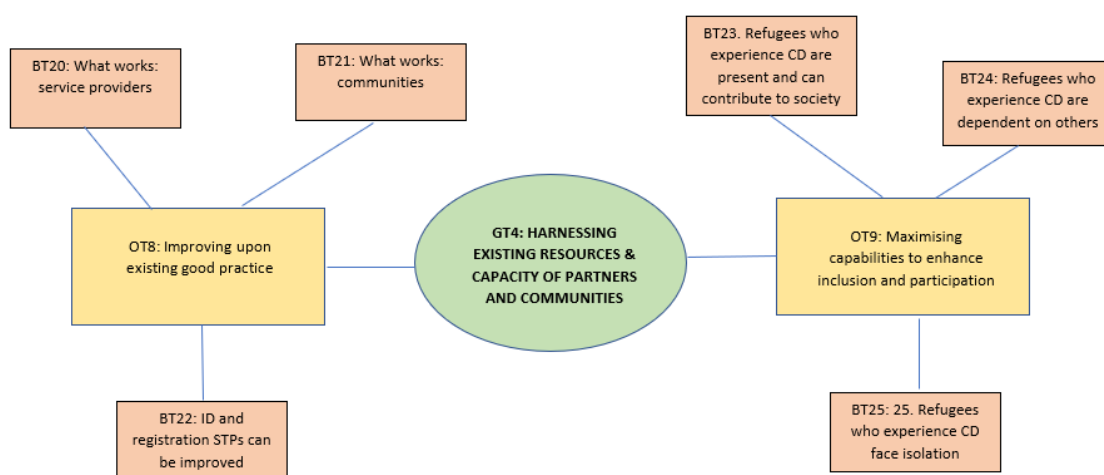 BT20: What works:
service providers
BT21: What works:
communities
BT23. Refugees who
experience CD are
present and can
contribute to society
BT24: Refugees who
experience CD are
dependent on others
OT8: Improving upon
existing good practice
GT4: HARNESSING
EXISTING RESOURCES &
CAPACITY OF PARTNERS
AND COMMUNITIES
OT9: Maximising
capabilities to enhance
inclusion and participation
BT22: ID and
registration STPs can
be improved
BT25: 25. Refugees
who experience CD
face isolation